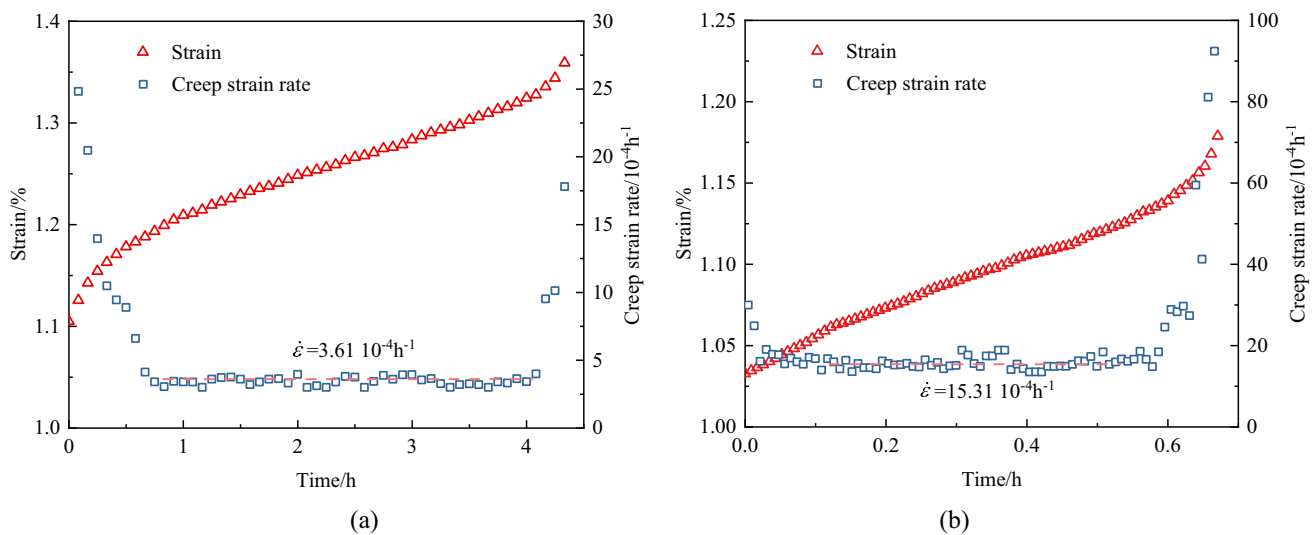 1.4
1.3
1.2
1.1
1.0
Strain/%
30
25
20
15
10
5
0
Creep strain rate/10⁻⁴h⁻¹
Strain
Creep strain rate
ε̇ =3.61 10⁻⁴h⁻¹
0 1 2 3 4
Time/h
(a)
1.25
1.20
1.15
1.10
1.05
1.00
Strain/%
100
80
60
40
20
0
Creep strain rate/10⁻⁴h⁻¹
Strain
Creep strain rate
ε̇ =15.31 10⁻⁴h⁻¹
0.0 0.2 0.4 0.6
Time/h
(b)